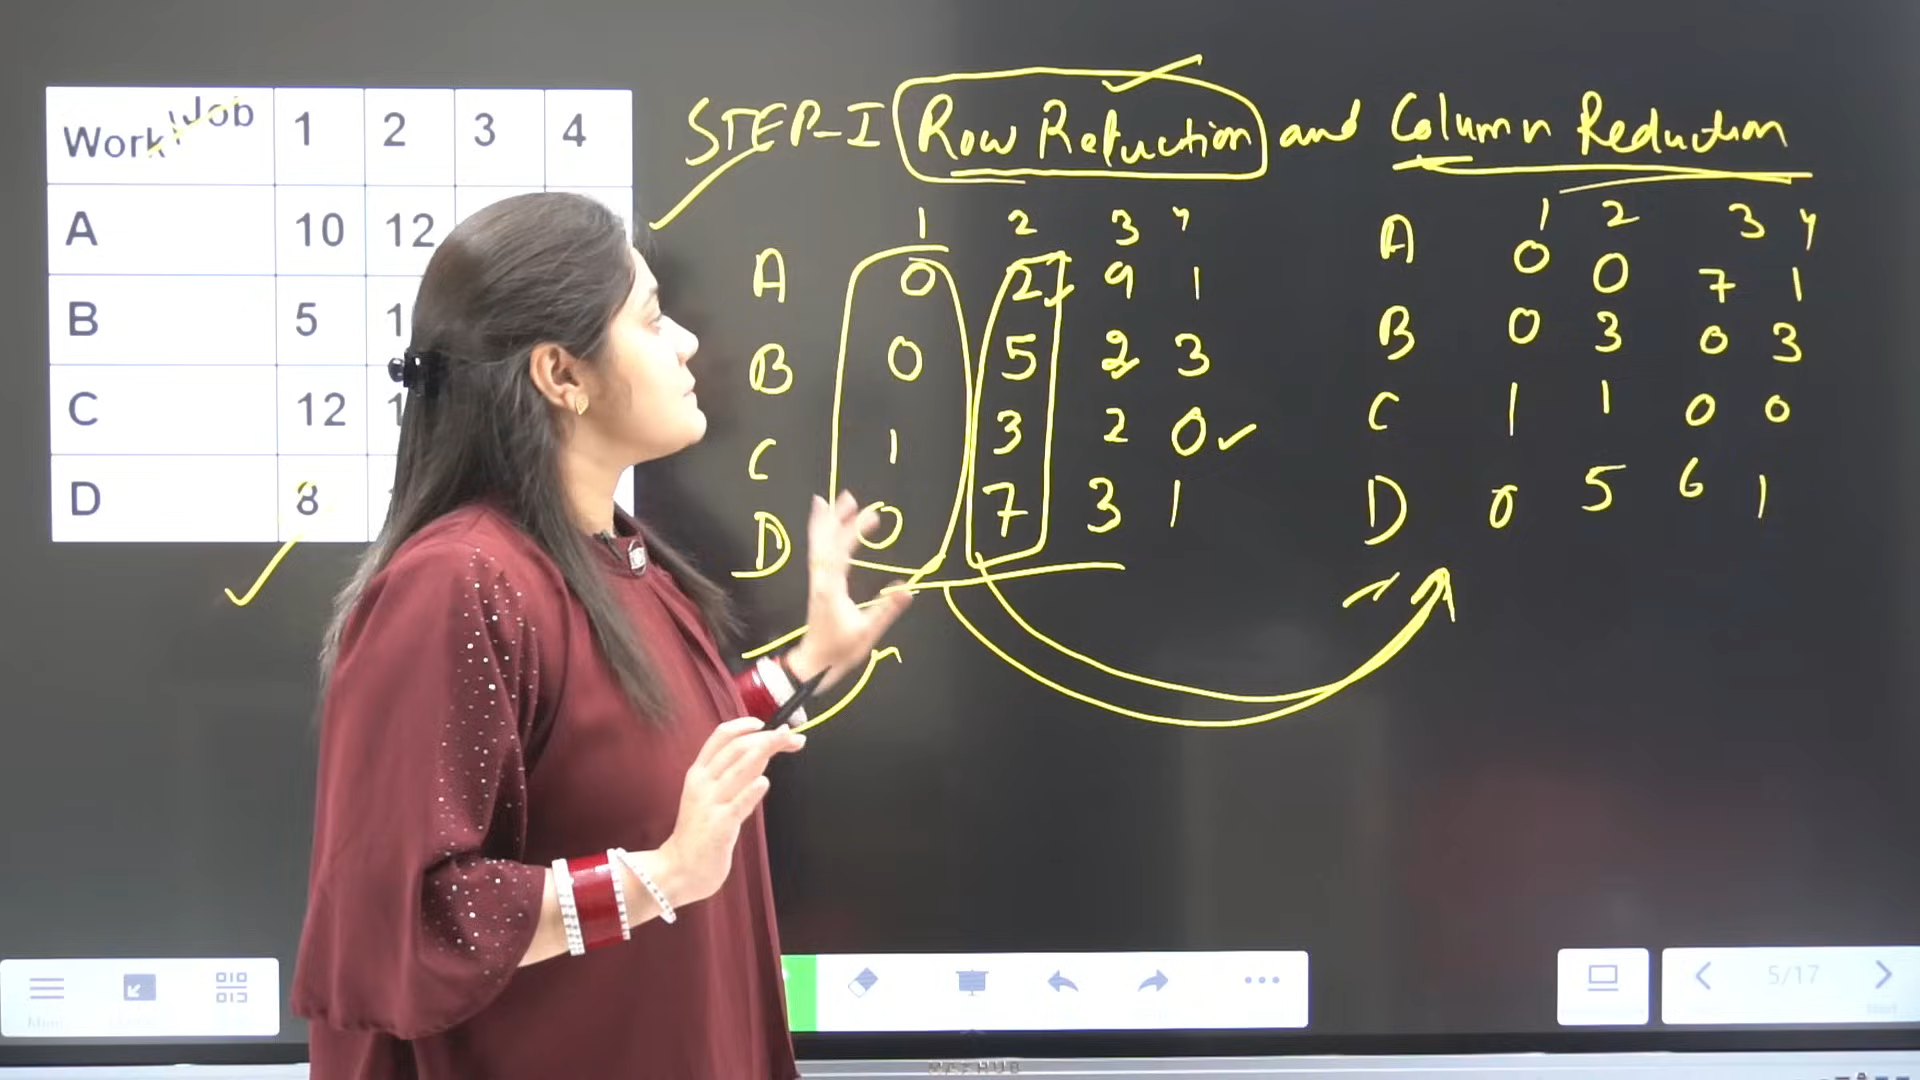 Work Job 1 2 3 4
A 10 12
B 5 1
C 12 1
D 8
STEP-I Row Reduction and Column Reduction
1 2 3 4
A 0 2 9 1
B 0 5 2 3
C 1 3 2 0
D 0 7 3 1
1 2 3 4
A 0 0 7 1
B 0 3 0 3
C 1 1 0 0
D 0 5 6 1
5/17